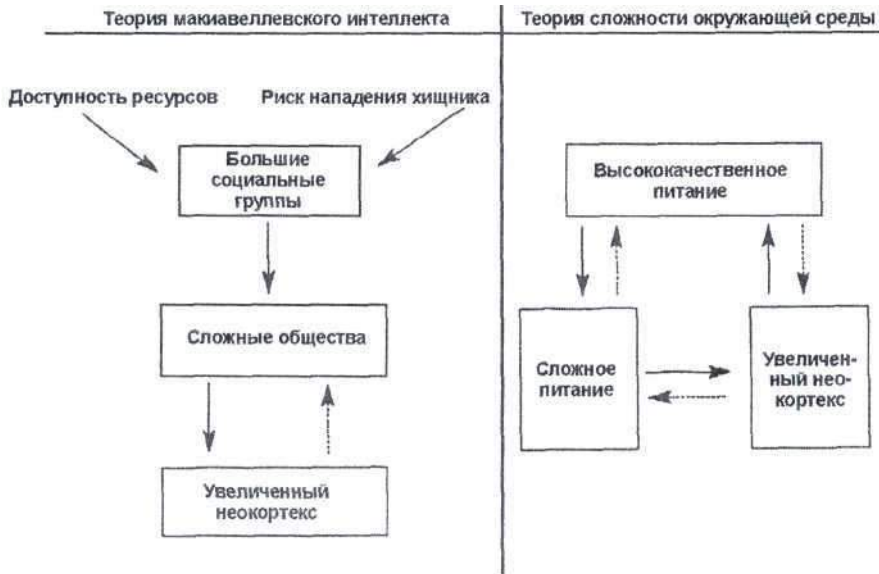 Теория макиавеллевского интеллекта
Теория сложности окружающей среды
Доступность ресурсов
Риск нападения хищника
Большие
социальные
группы
Сложные общества
Увеличенный
неокортекс
Высококачественное
питание
Сложное
питание
Увеличен-
ный нео-
кортекс